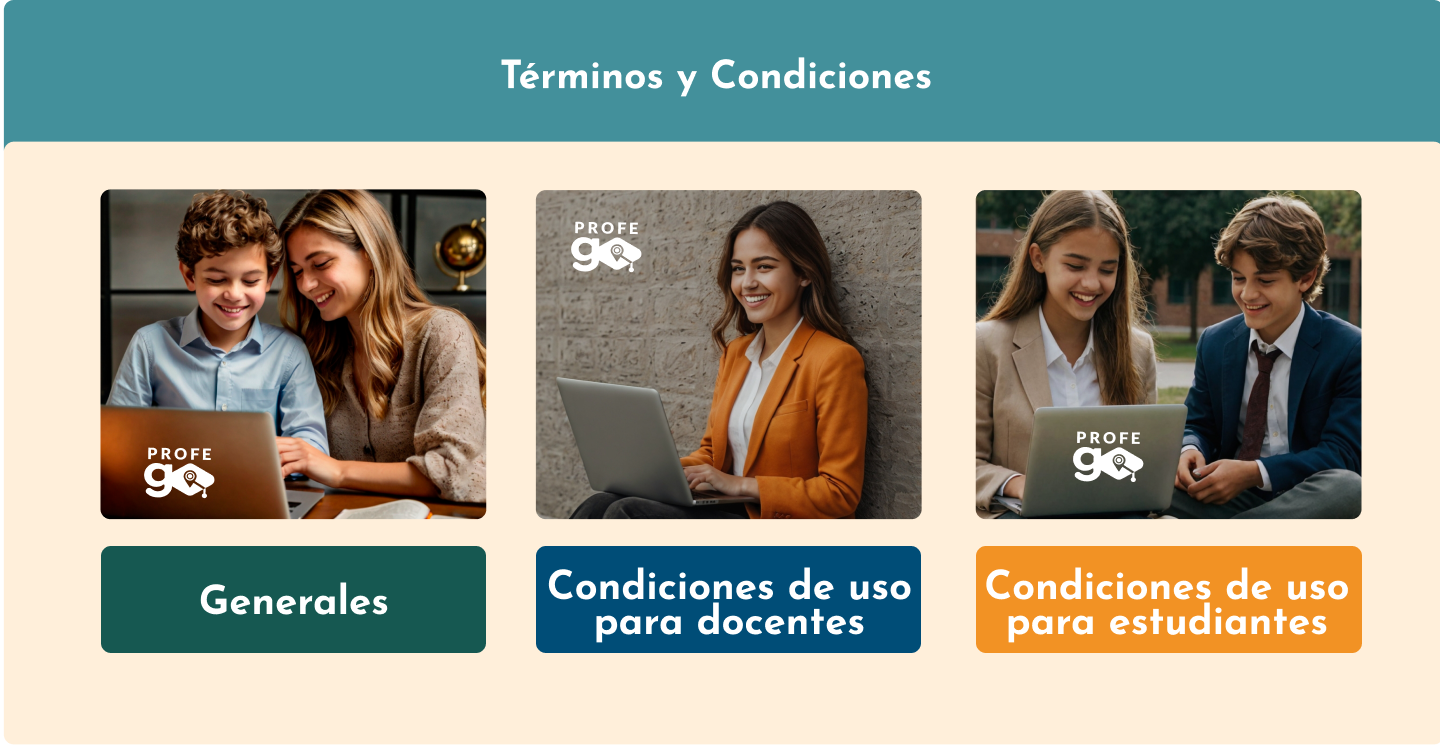 Términos y Condiciones
PROFE
go
PROFE
go
PROFE
go
Generales
Condiciones de uso
para docentes
Condiciones de uso
para estudiantes